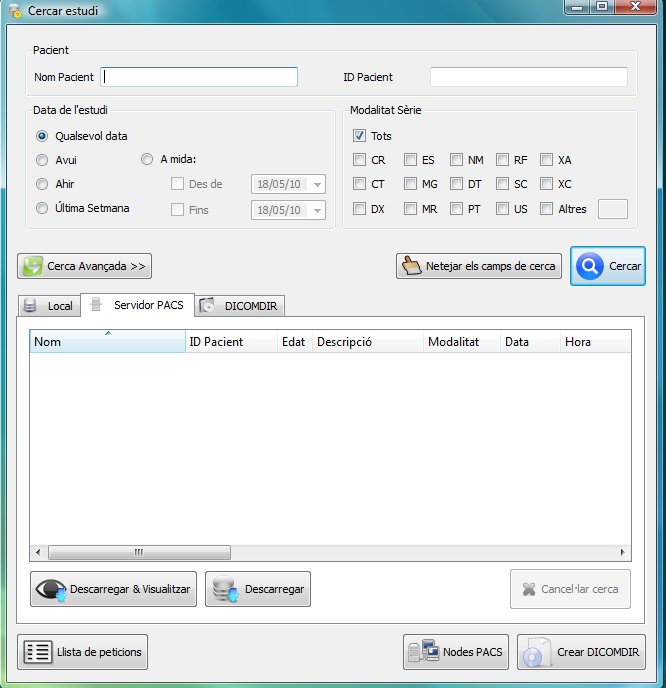 Cercar estudi
Pacient
Nom Pacient ID Pacient
Data de l'estudi Modalitat Sèrie
Qualsevol data Tots
Avui A mida: CR ES NM RF XA
Ahir Des de 18/05/10 CT MG DT SC XC
Última Setmana Fins 18/05/10 DX MR PT US Altres
Cerca Avançada >> Netejar els camps de cerca Cercar
Local Servidor PACS DICOMDIR
Nom ID Pacient Edat Descripció Modalitat Data Hora
Descarregar & Visualitzar Descarregar Cancel·lar cerca
Llista de peticions Nodes PACS Crear DICOMDIR